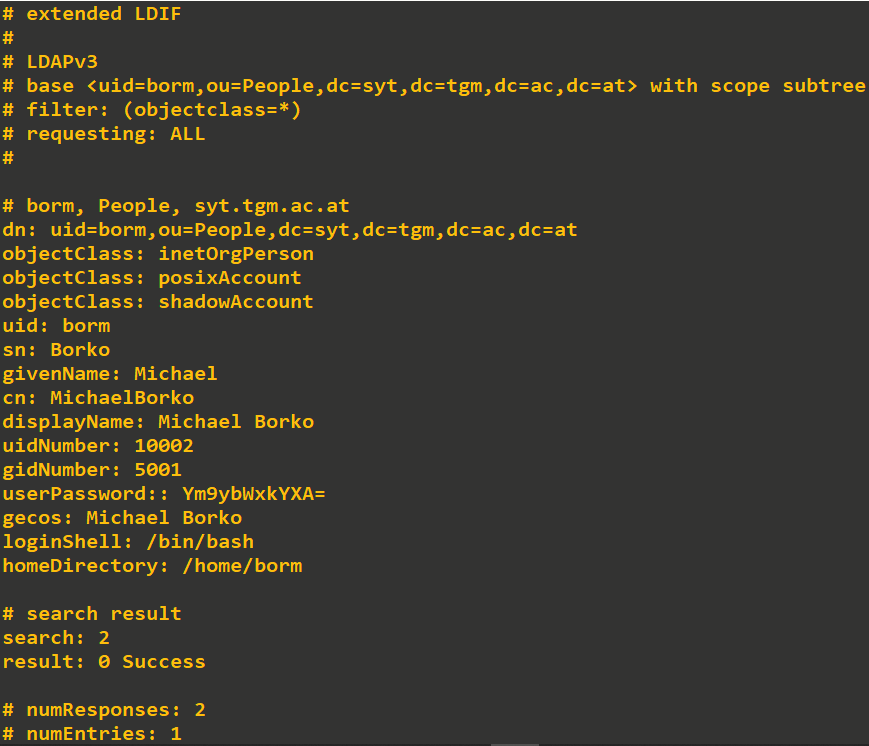 # extended LDIF
#
# LDAPv3
# base <uid=borm,ou=People,dc=syt,dc=tgm,dc=ac,dc=at> with scope subtree
# filter: (objectclass=*)
# requesting: ALL
#
# borm, People, syt.tgm.ac.at
dn: uid=borm,ou=People,dc=syt,dc=tgm,dc=ac,dc=at
objectClass: inetOrgPerson
objectClass: posixAccount
objectClass: shadowAccount
uid: borm
sn: Borko
givenName: Michael
cn: MichaelBorko
displayName: Michael Borko
uidNumber: 10002
gidNumber: 5001
userPassword:: Ym9ybWxkYXA=
gecos: Michael Borko
loginShell: /bin/bash
homeDirectory: /home/borm
# search result
search: 2
result: 0 Success
# numResponses: 2
# numEntries: 1